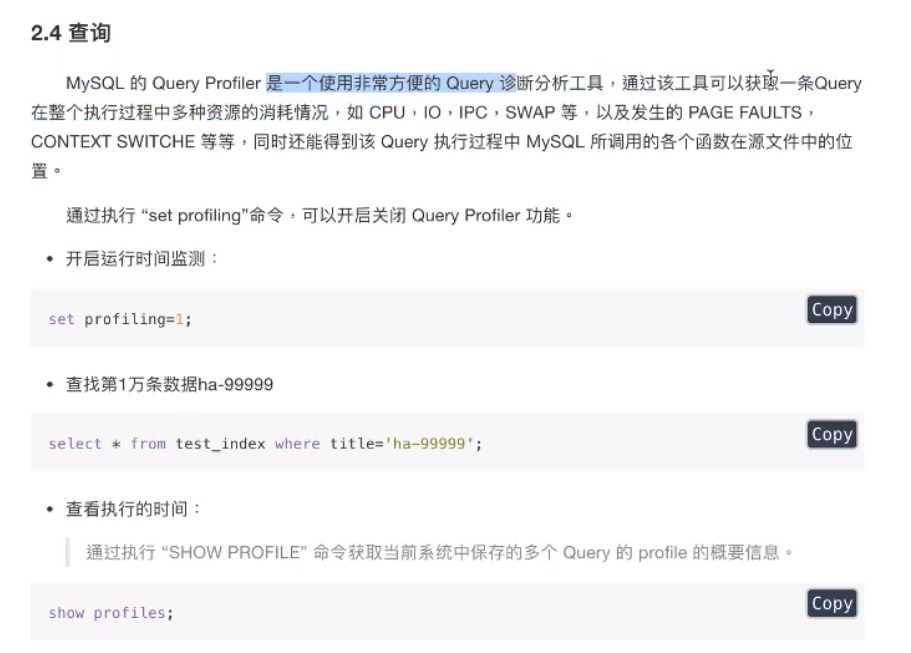 2.4 查询
MySQL 的 Query Profiler 是一个使用非常方便的 Query 诊断分析工具，通过该工具可以获取一条Query
在整个执行过程中多种资源的消耗情况，如 CPU，IO，IPC，SWAP 等，以及发生的 PAGE FAULTS，
CONTEXT SWITCHE 等等，同时还能得到该 Query 执行过程中 MySQL 所调用的各个函数在源文件中的位
置。
通过执行 “set profiling”命令，可以开启关闭 Query Profiler 功能。
• 开启运行时间监测：
set profiling=1;
Copy
• 查找第1万条数据ha-99999
select * from test_index where title='ha-99999';
Copy
• 查看执行的时间：
通过执行 “SHOW PROFILE” 命令获取当前系统中保存的多个 Query 的 profile 的概要信息。
show profiles;
Copy